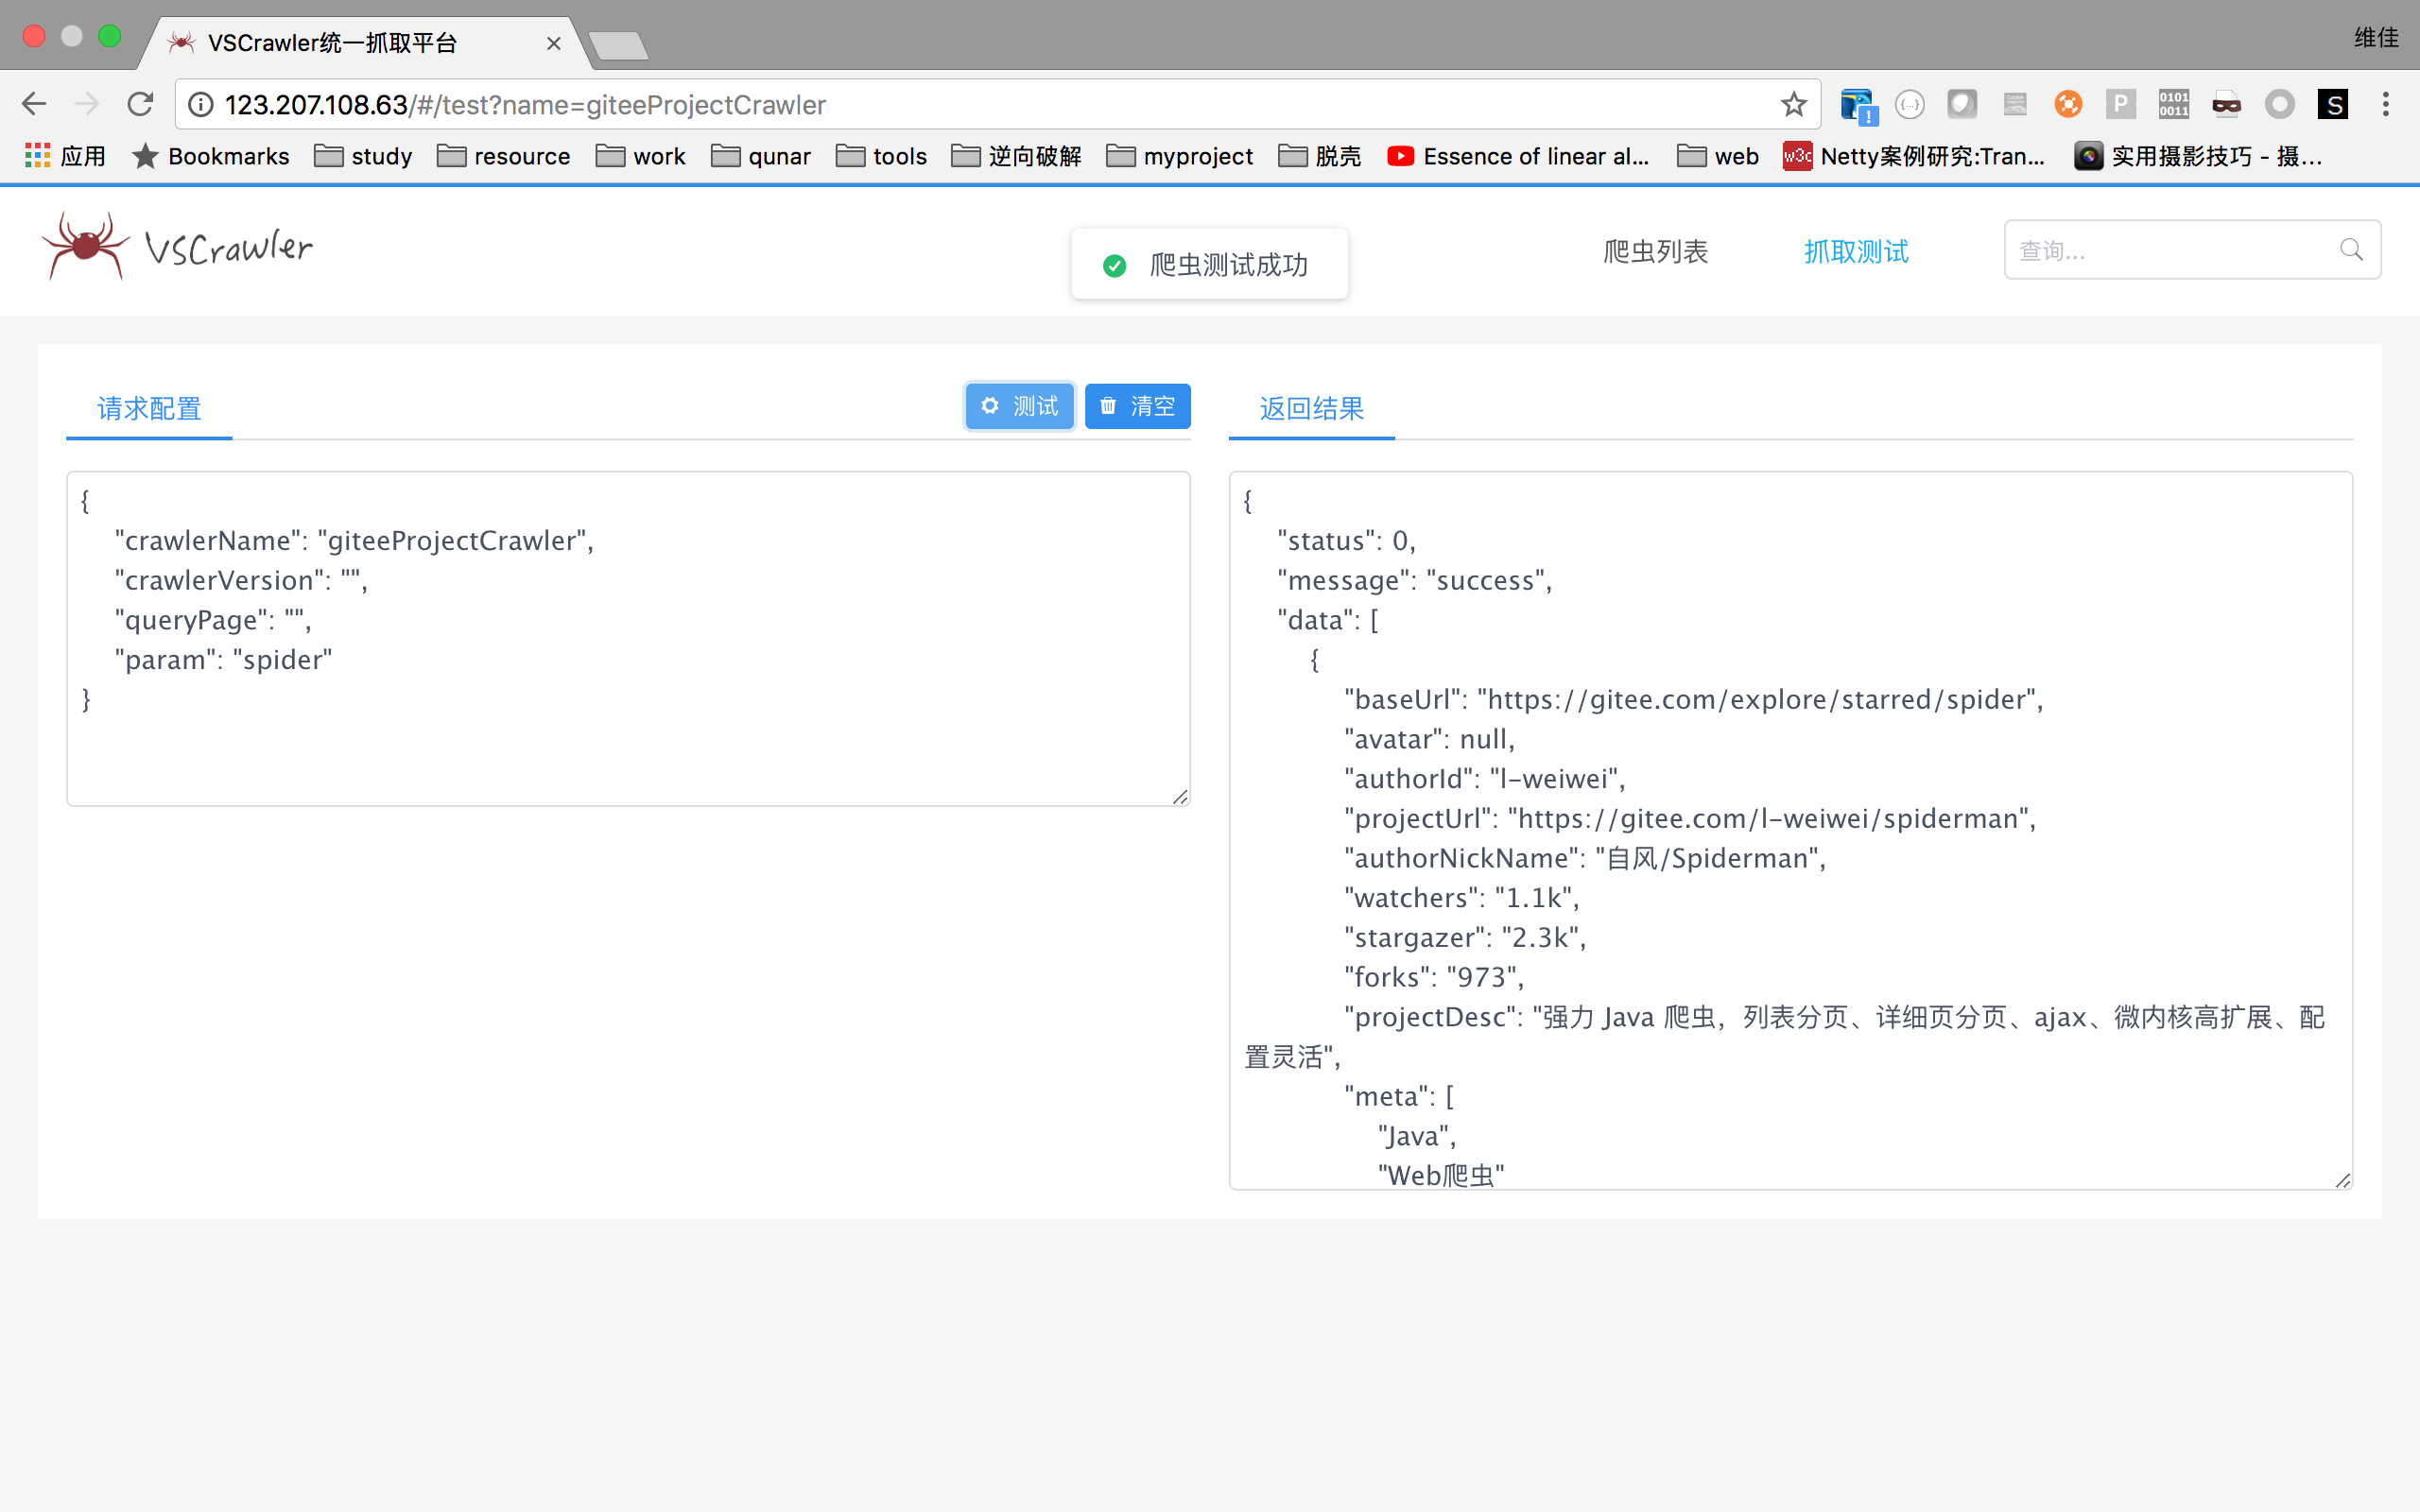 VSCrawler统一抓取平台
维佳
123.207.108.63/#/test?name=giteeProjectCrawler
{...}
P
0101
0011
S
!
应用
Bookmarks
study
resource
work
qunar
tools
逆向破解
myproject
脱壳
Essence of linear al...
web
w3c
Netty案例研究:Tran...
实用摄影技巧 - 摄...
VSCrawler
爬虫测试成功
爬虫列表
抓取测试
查询...
请求配置
测试
清空
{
"crawlerName": "giteeProjectCrawler",
"crawlerVersion": "",
"queryPage": "",
"param": "spider"
}
返回结果
{
"status": 0,
"message": "success",
"data": [
{
"baseUrl": "https://gitee.com/explore/starred/spider",
"avatar": null,
"authorId": "l-weiwei",
"projectUrl": "https://gitee.com/l-weiwei/spiderman",
"authorNickName": "自风/Spiderman",
"watchers": "1.1k",
"stargazer": "2.3k",
"forks": "973",
"projectDesc": "强力 Java 爬虫，列表分页、详细页分页、ajax、微内核高扩展、配
置灵活",
"meta": [
"Java",
"Web爬虫"